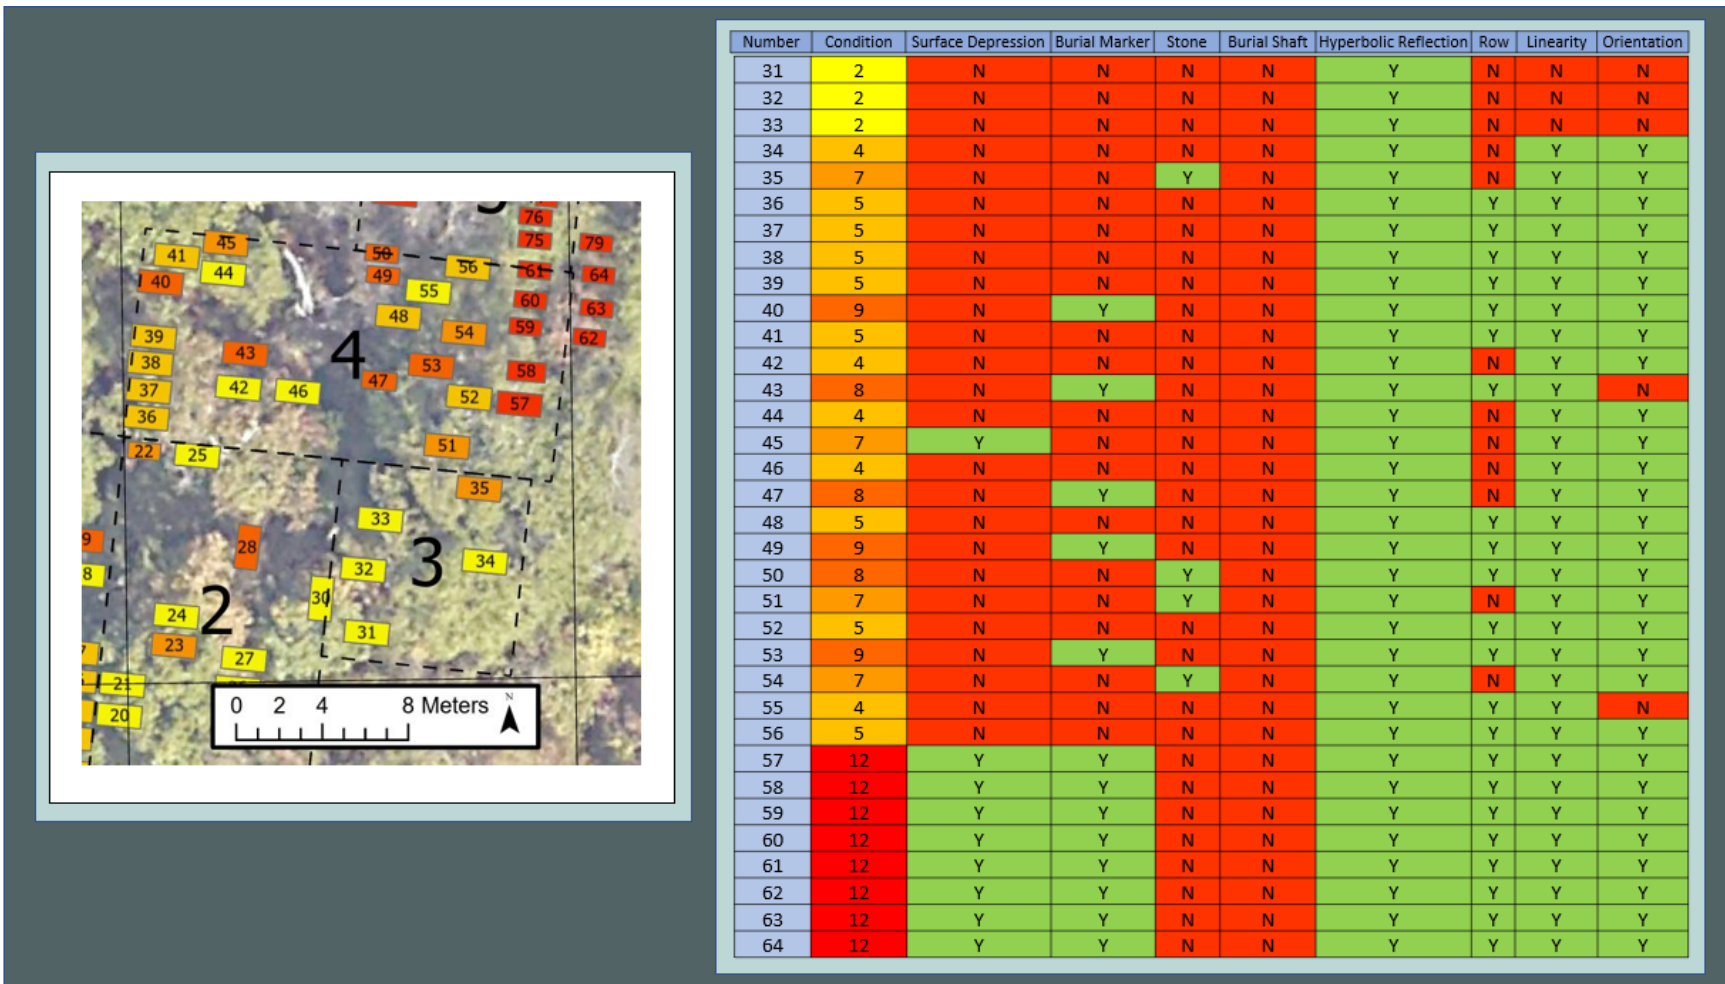 Number Condition Surface Depression Burial Marker Stone Burial Shaft Hyperbolic Reflection Row Linearity Orientation
31 2 N N N N Y N N N
32 2 N N N N Y N N N
33 2 N N N N Y N N N
34 4 N N N N Y N Y Y
35 7 N N Y N Y N Y Y
36 5 N N N N Y Y Y Y
37 5 N N N N Y Y Y Y
38 5 N N N N Y Y Y Y
39 5 N N N N Y Y Y Y
40 9 N Y N N Y Y Y Y
41 5 N N N N Y Y Y Y
42 4 N N N N Y N Y Y
43 8 N Y N N Y Y Y N
44 4 N N N N Y N Y Y
45 7 Y N N N Y N Y Y
46 4 N N N N Y N Y Y
47 8 N Y N N Y N Y Y
48 5 N N N N Y Y Y Y
49 9 N Y N N Y Y Y Y
50 8 N N Y N Y Y Y Y
51 7 N N Y N Y N Y Y
52 5 N N N N Y Y Y Y
53 9 N Y N N Y Y Y Y
54 7 N N Y N Y N Y Y
55 4 N N N N Y Y Y N
56 5 N N N N Y Y Y Y
57 12 Y Y N N Y Y Y Y
58 12 Y Y N N Y Y Y Y
59 12 Y Y N N Y Y Y Y
60 12 Y Y N N Y Y Y Y
61 12 Y Y N N Y Y Y Y
62 12 Y Y N N Y Y Y Y
63 12 Y Y N N Y Y Y Y
64 12 Y Y N N Y Y Y Y
76
45 75 79
41 50 56
44 49 61 64
40 55
48 60 63
39 54 59 62
43 4
38 53 58
37 42 46 47 52 57
36
22 25 51
35
33
9 28
32 3 34
8
30
24 2
23 31
27
21
20
0 2 4 8 Meters N